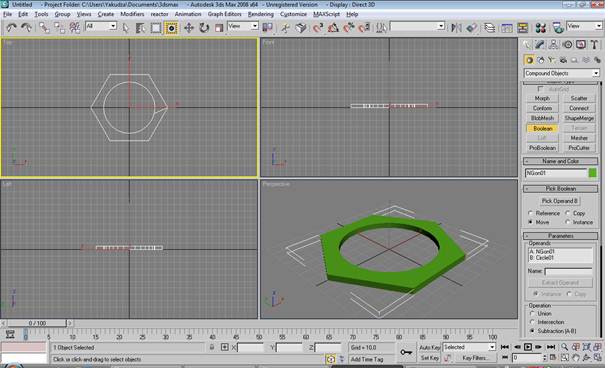 Untitled - Project Folder: C:\Users\Yakudza\Documents\3dsmax - Autodesk 3ds Max 2008 x64 - Unregistered Version - Display : Direct 3D
File Edit Tools Group Views Create Modifiers reactor Animation Graph Editors Rendering Customize MAXScript Help
All View View
Top Front
Left Perspective
Compound Objects
Object Type
AutoGrid
Morph Scatter
Conform Connect
BlobMesh ShapeMerge
Boolean Terrain
Loft Mesher
ProBoolean ProCutter
Name and Color
NGon01
Pick Boolean
Pick Operand B
Reference Copy
Move Instance
Parameters
Operands
A: NGon01
B: Circle01
Name:
Extract Operand
Instance Copy
Operation
Union
Intersection
Subtraction (A-B)
0 / 100
0 5 10 15 20 25 30 35 40 45 50 55 60 65 70 75 80 85 90 95 100
1 Object Selected X: Y: Z: Grid = 10,0 Auto Key Selected
Click or click-and-drag to select objects Add Time Tag Set Key Key Filters... 0